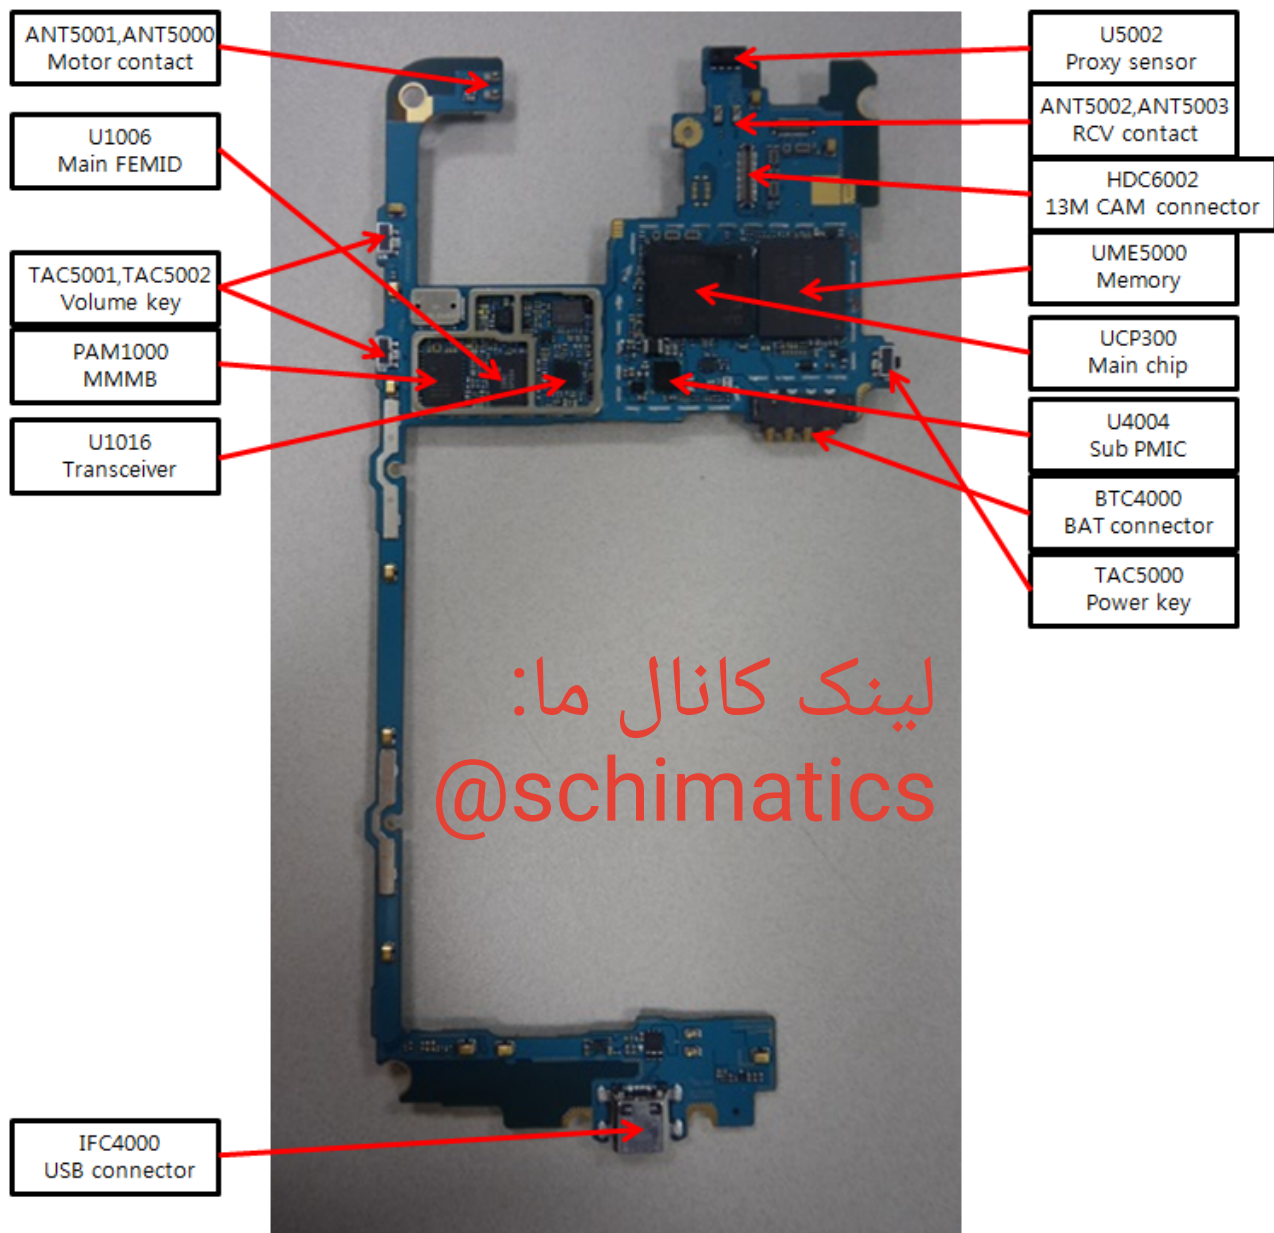 ANT5001,ANT5000
Motor contact
U1006
Main FEMID
TAC5001,TAC5002
Volume key
PAM1000
MMMB
U1016
Transceiver
IFC4000
USB connector
U5002
Proxy sensor
ANT5002,ANT5003
RCV contact
HDC6002
13M CAM connector
UME5000
Memory
UCP300
Main chip
U4004
Sub PMIC
BTC4000
BAT connector
TAC5000
Power key
لینک کانال ما:
@schimatics